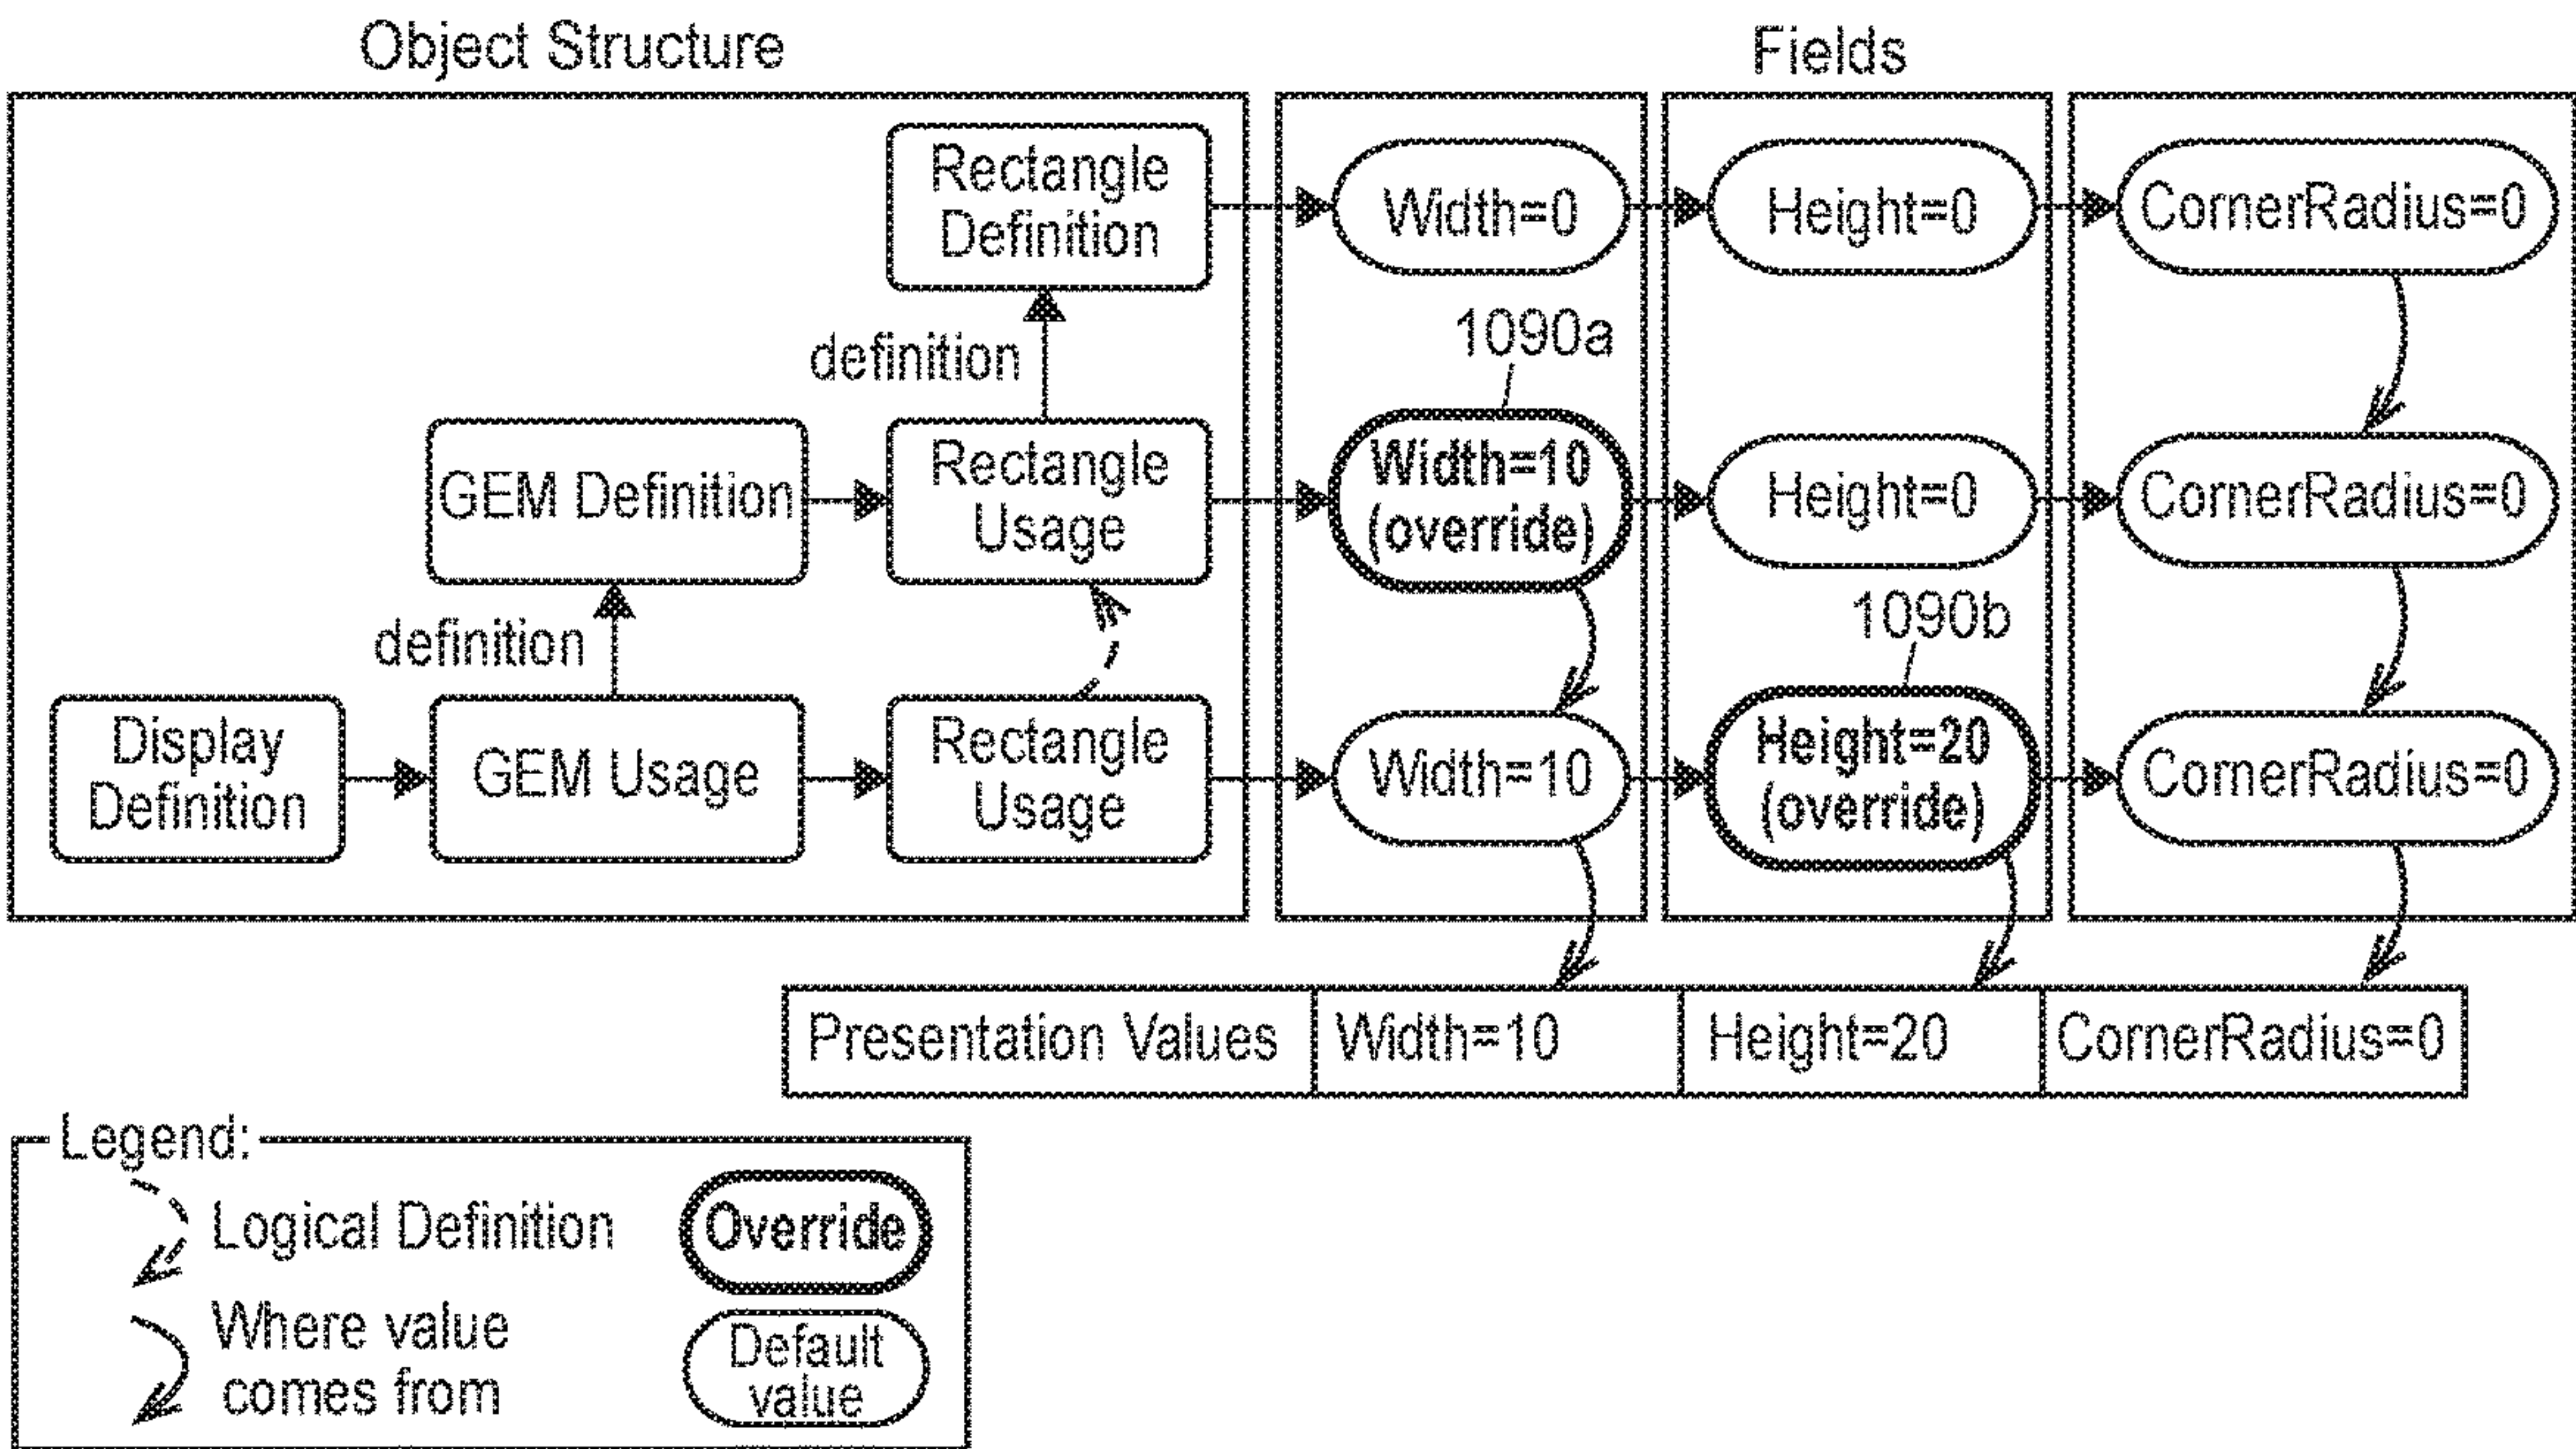 Object Structure
Fields
Rectangle
Definition
Width=0
Height=0
CornerRadius=0
definition
1090a
GEM Definition
Rectangle
Usage
Width=10
(override)
Height=0
CornerRadius=0
definition
1090b
Display
Definition
GEM Usage
Rectangle
Usage
Width=10
Height=20
(override)
CornerRadius=0
Presentation Values
Width=10
Height=20
CornerRadius=0
Legend:
Logical Definition
Override
Where value
comes from
Default
value